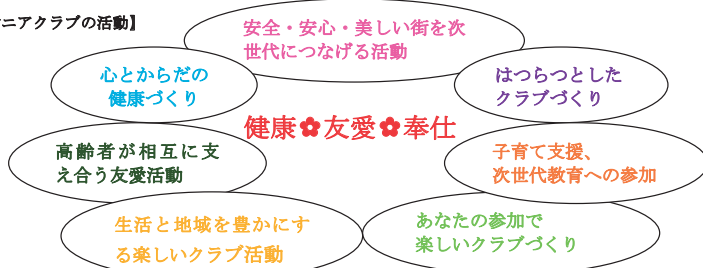 ニアクラブの活動】
安全・安心・美しい街を次
世代につなげる活動
心とからだの
健康づくり
はつらつとした
クラブづくり
健康✿友愛✿奉仕
高齢者が相互に支
え合う友愛活動
子育て支援、
次世代教育への参加
生活と地域を豊かにす
る楽しいクラブ活動
あなたの参加で
楽しいクラブづくり